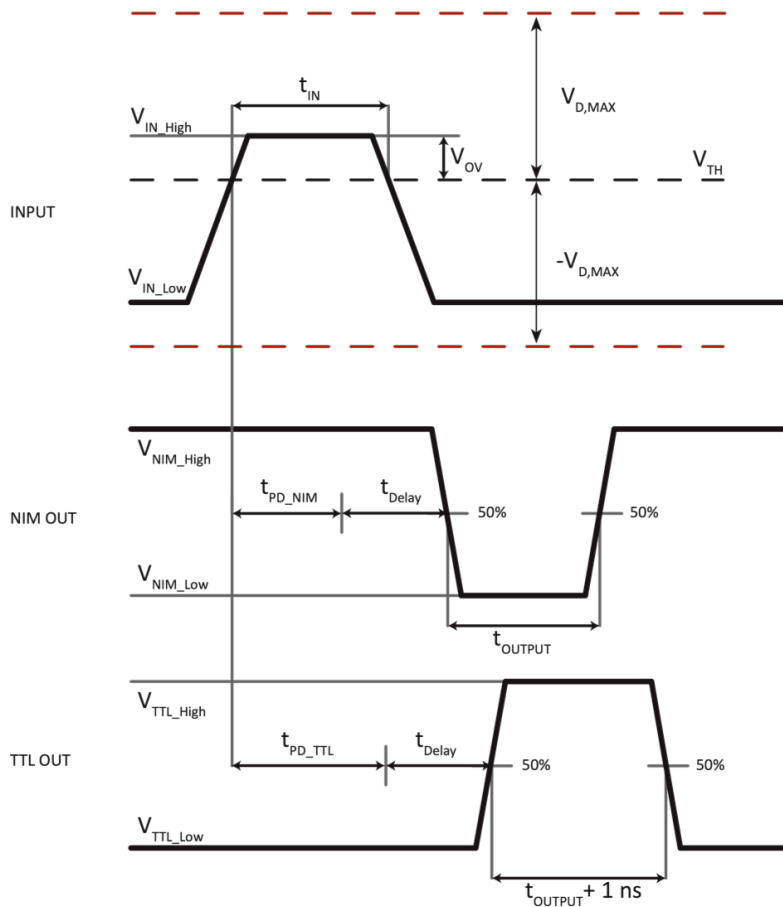 t_IN
V_IN_High
V_D,MAX
V_OV
V_TH
INPUT
-V_D,MAX
V_IN_Low
V_NIM_High
t_PD_NIM
t_Delay
NIM OUT
50%
50%
V_NIM_Low
t_OUTPUT
V_TTL_High
t_PD_TTL
t_Delay
TTL OUT
50%
50%
V_TTL_Low
t_OUTPUT + 1 ns